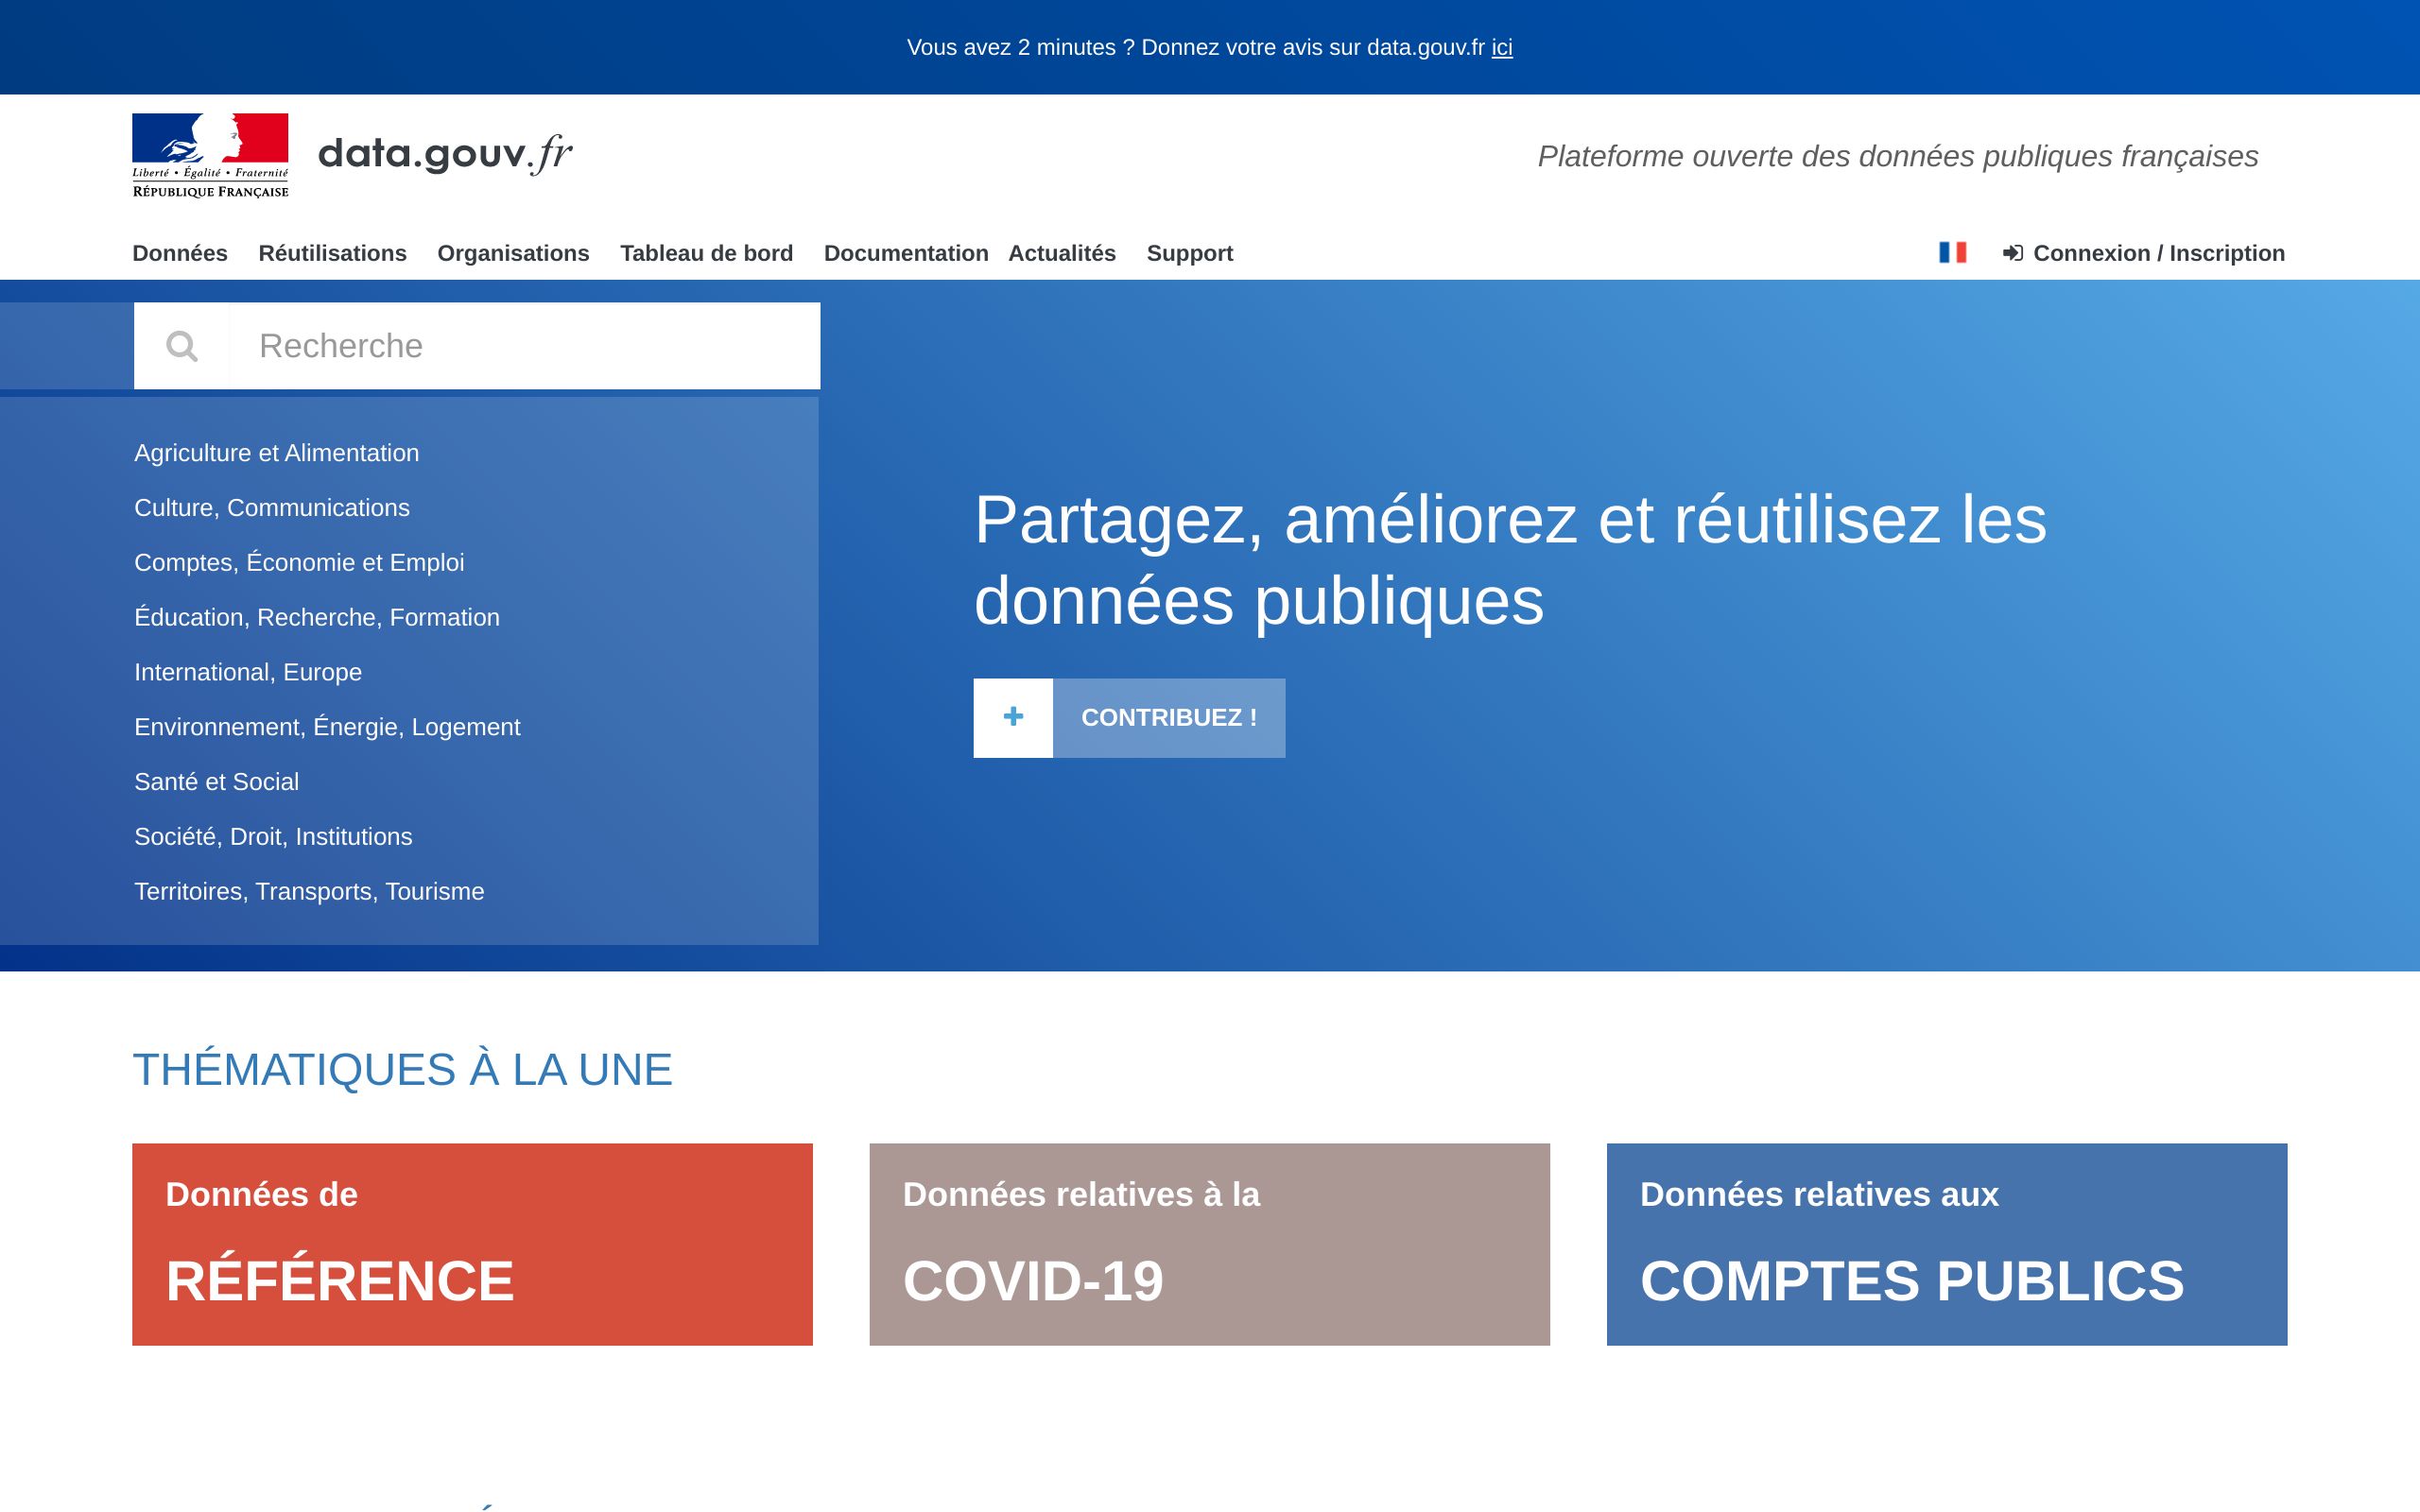 Vous avez 2 minutes ? Donnez votre avis sur data.gouv.fr ici
Liberté • Égalité • Fraternité
RÉPUBLIQUE FRANÇAISE
data.gouv.fr
Plateforme ouverte des données publiques françaises
Données Réutilisations Organisations Tableau de bord Documentation Actualités Support Connexion / Inscription
Recherche
Agriculture et Alimentation
Culture, Communications
Comptes, Économie et Emploi
Éducation, Recherche, Formation
International, Europe
Environnement, Énergie, Logement
Santé et Social
Société, Droit, Institutions
Territoires, Transports, Tourisme
Partagez, améliorez et réutilisez les
données publiques
CONTRIBUEZ !
THÉMATIQUES À LA UNE
Données de
RÉFÉRENCE
Données relatives à la
COVID-19
Données relatives aux
COMPTES PUBLICS